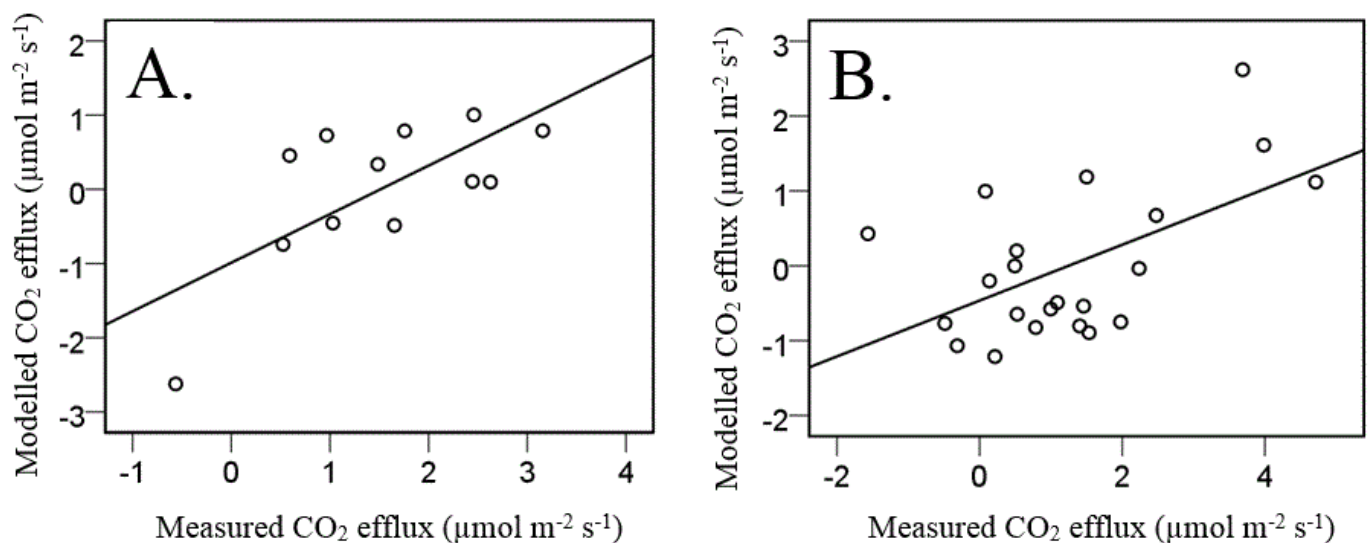 A.
Modelled CO₂ efflux (µmol m⁻² s⁻¹)
2
1
0
-1
-2
-3
-1 0 1 2 3 4
Measured CO₂ efflux (µmol m⁻² s⁻¹)
B.
Modelled CO₂ efflux (µmol m⁻² s⁻¹)
3
2
1
0
-1
-2
-2 0 2 4
Measured CO₂ efflux (µmol m⁻² s⁻¹)